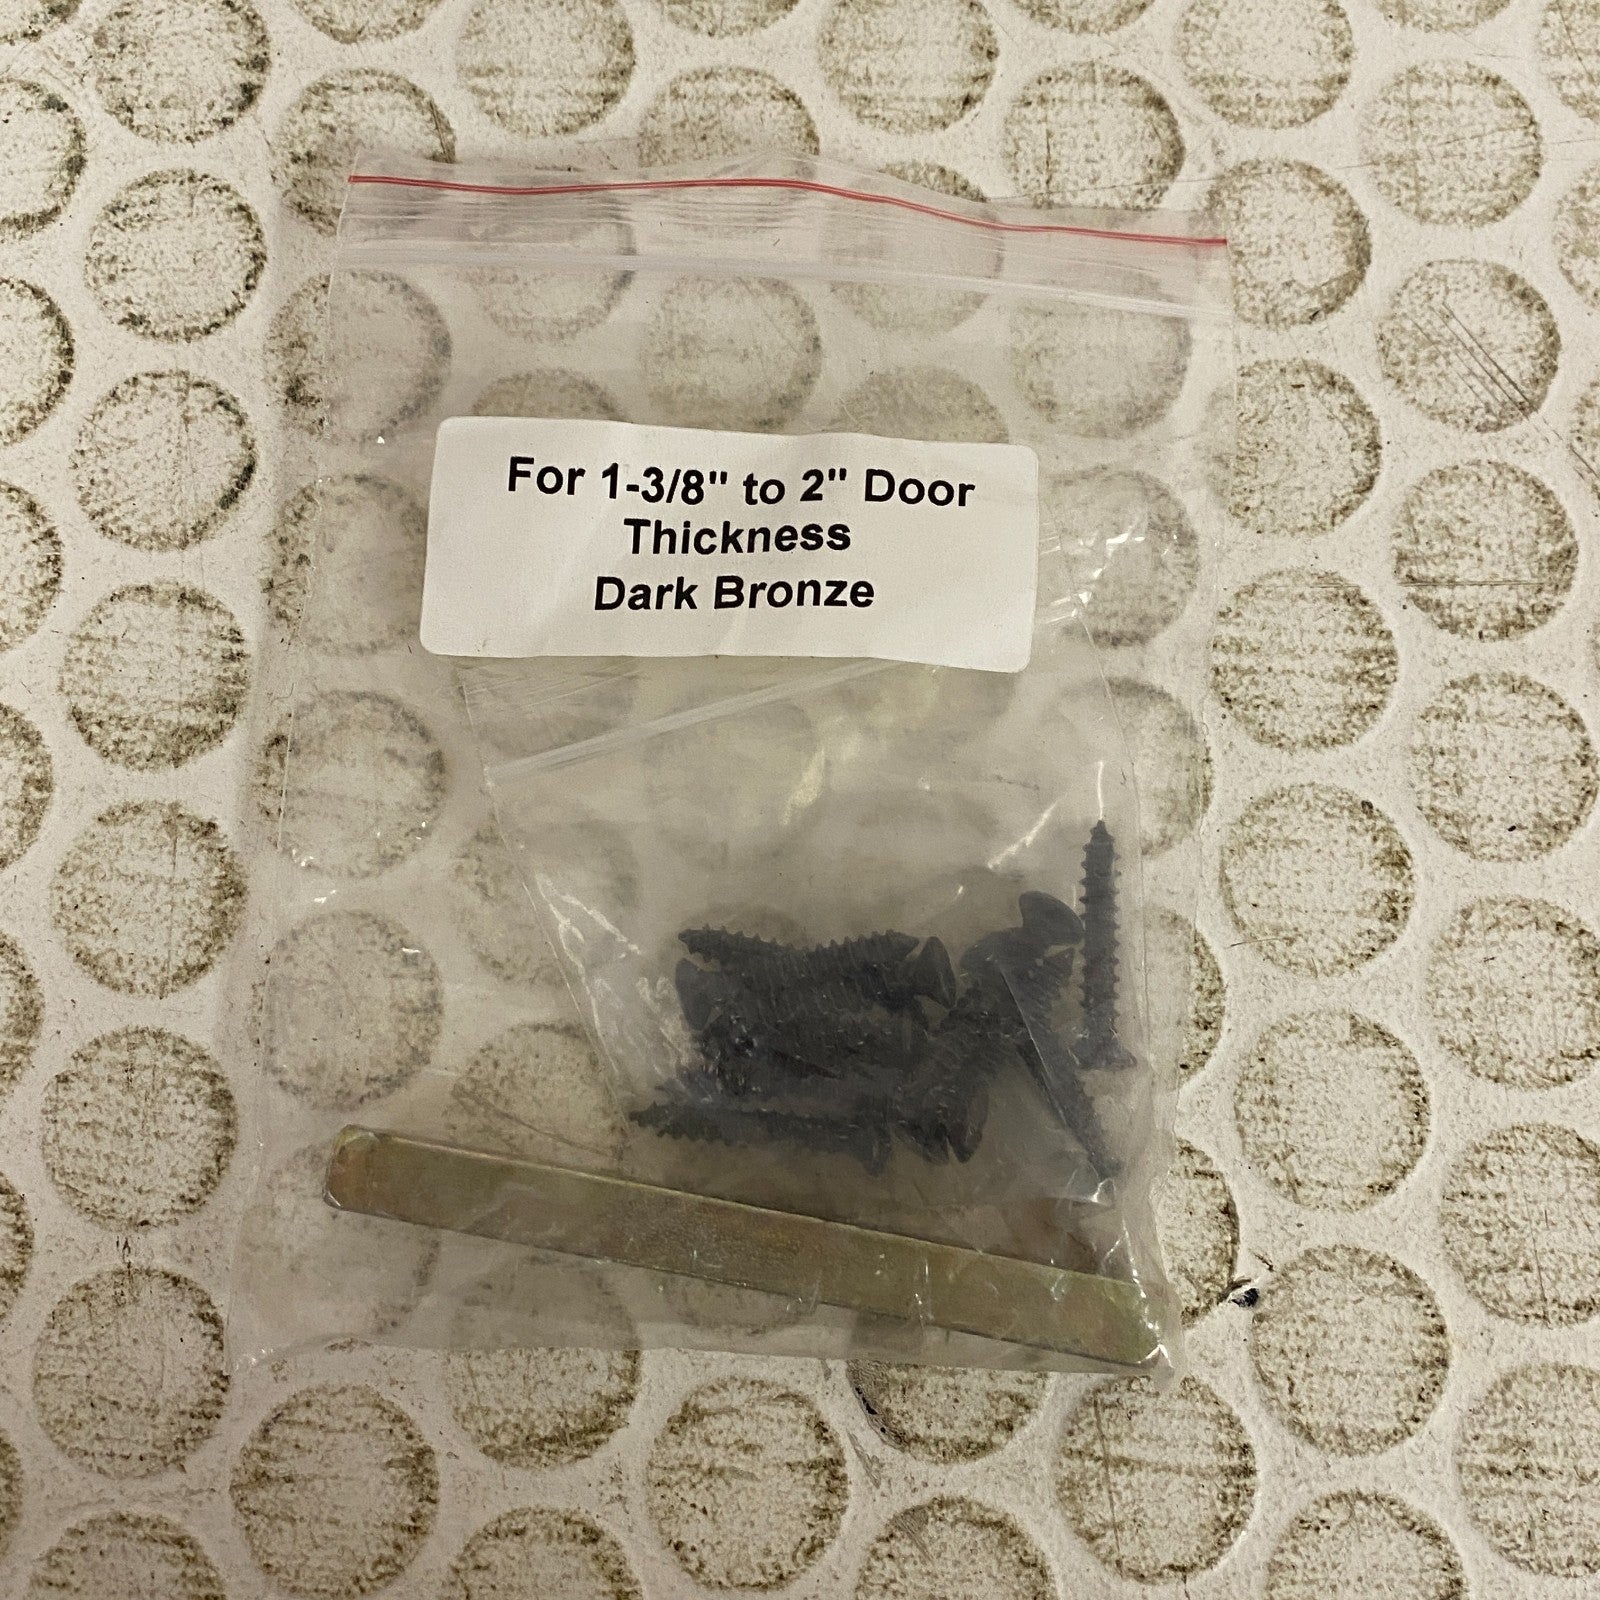 For 1-3/8" to 2" Door
Thickness
Dark Bronze